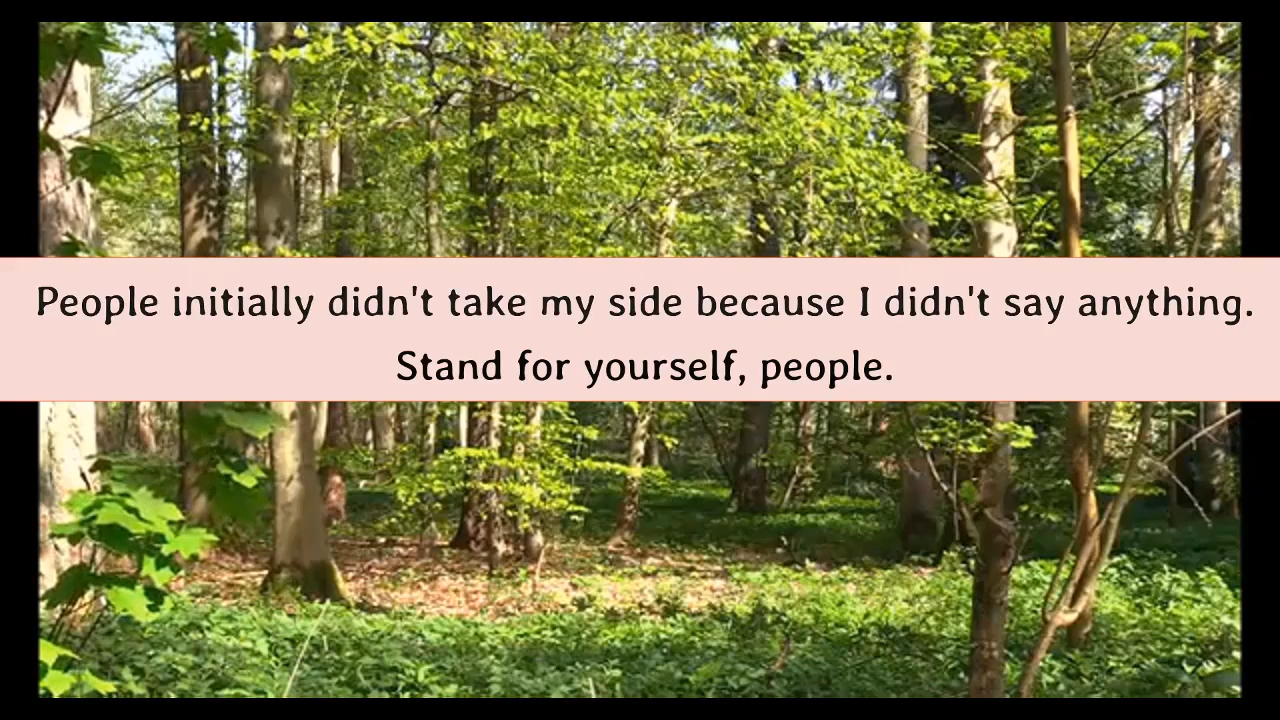 People initially didn't take my side because I didn't say anything.
Stand for yourself, people.